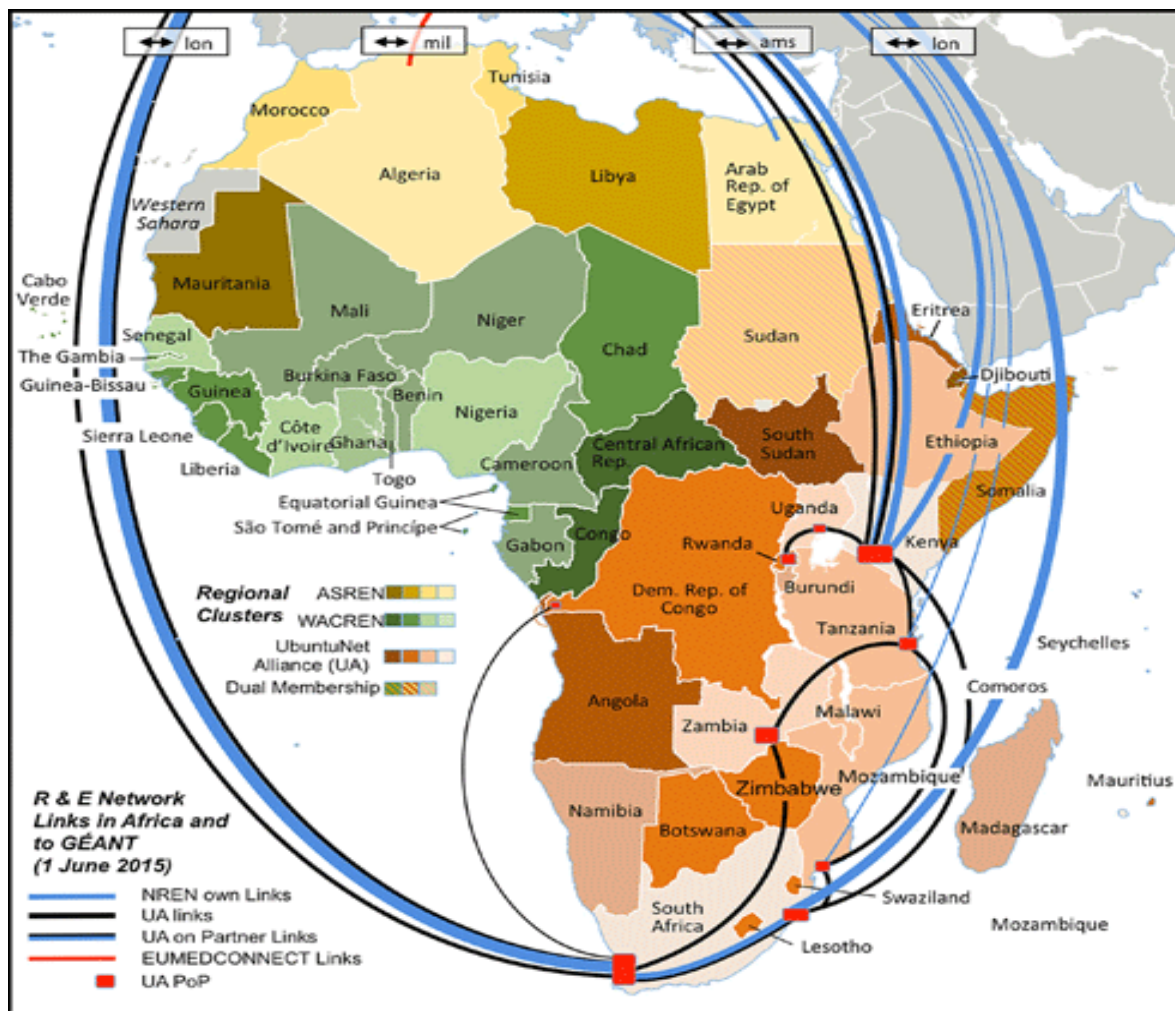 lon
mil
ams
lon
Tunisia
Morocco
Algeria
Libya
Arab
Rep. of
Egypt
Western
Sahara
Mauritania
Cabo
Verde
Mali
Niger
Chad
Sudan
Eritrea
Senegal
The Gambia
Guinea-Bissau
Guinea
Burkina Faso
Benin
Nigeria
Djibouti
Sierra Leone
Côte
d'Ivoire
Ghana
Liberia
Togo
Cameroon
Central African
Rep.
South
Sudan
Ethiopia
Somalia
Equatorial Guinea
São Tomé and Princípe
Gabon
Congo
Uganda
Rwanda
Kenya
Dem. Rep. of
Congo
Burundi
Tanzania
Seychelles
Comoros
Regional
Clusters
ASREN
WACREN
UbuntuNet
Alliance (UA)
Dual Membership
Angola
Zambia
Malawi
Mozambique
Zimbabwe
Mauritius
Madagascar
Namibia
Botswana
Swaziland
South
Africa
Lesotho
Mozambique
R & E Network
Links in Africa and
to GÉANT
(1 June 2015)
NREN own Links
UA links
UA on Partner Links
EUMEDCONNECT Links
UA PoP